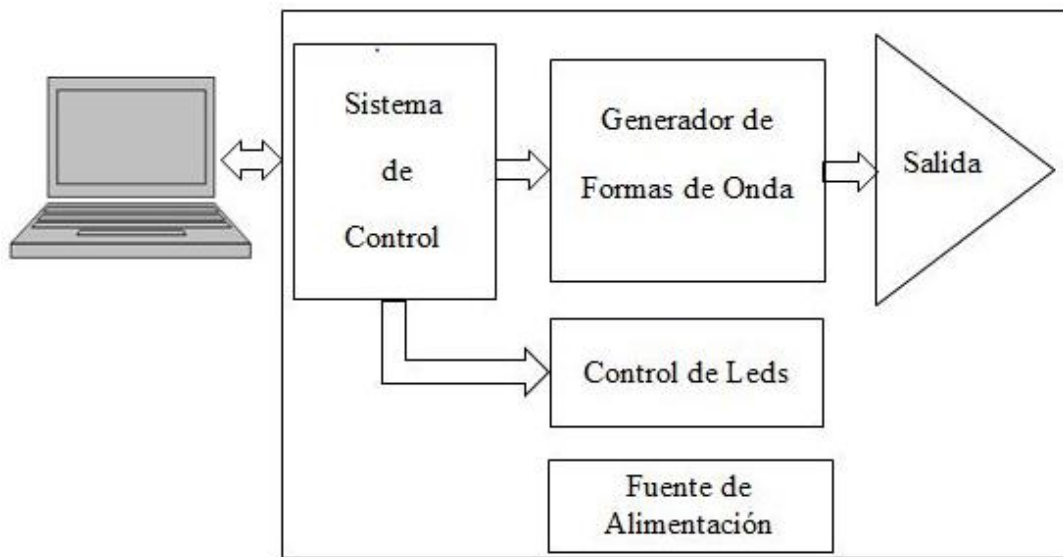 Sistema
de
Control
Generador de
Formas de Onda
Salida
Control de Leds
Fuente de
Alimentación